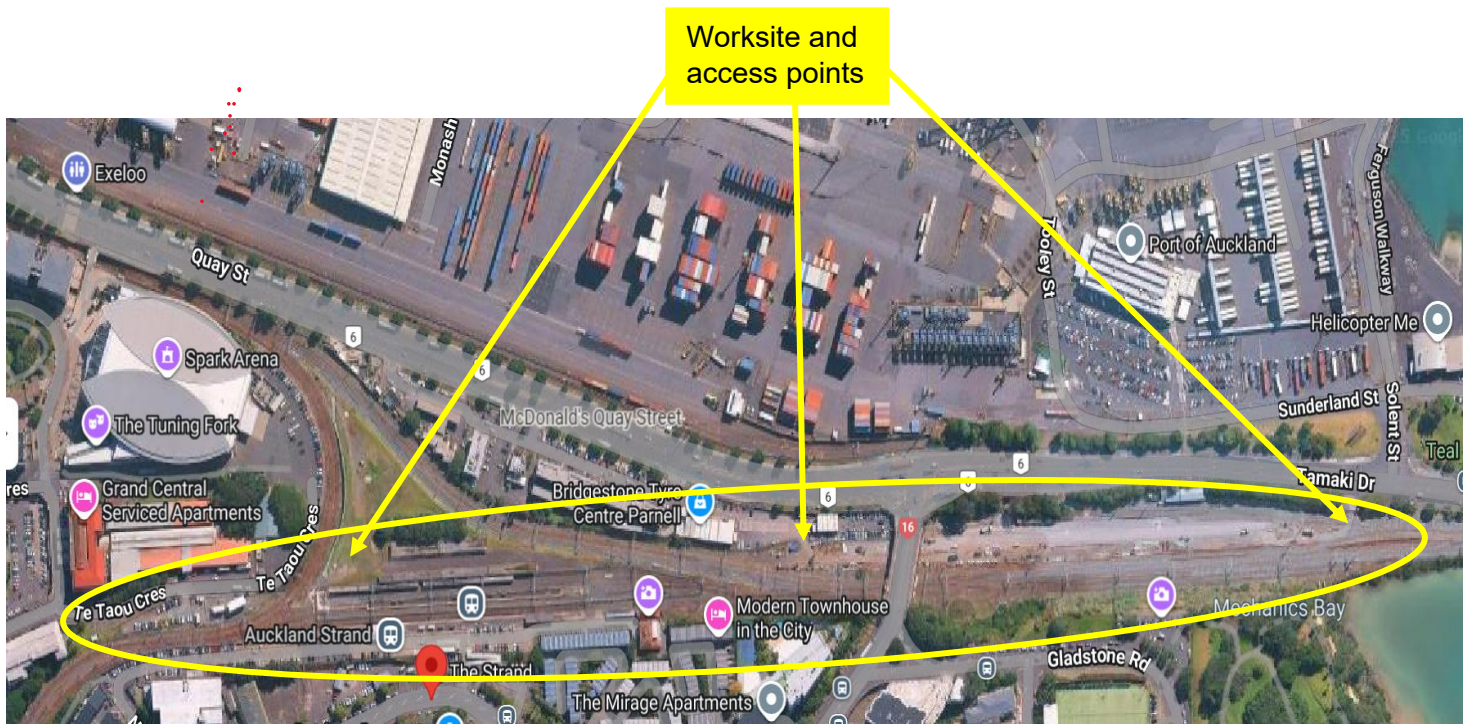 Worksite and
access points
Exeloo
Monash
Quay St
Tooley St
Port of Auckland
Ferguson Walkway
Google
Helicopter Me
6
6
Spark Arena
McDonald's Quay Street
Sunderland St
Solent St
The Tuning Fork
Teal
6
Tamaki Dr
res
Grand Central
Serviced Apartments
Bridgestone Tyre
Centre Parnell
6
6
16
Te Taou Cres
Te Taou Cres
Modern Townhouse
in the City
Mechanics Bay
Auckland Strand
The Strand
Gladstone Rd
The Mirage Apartments